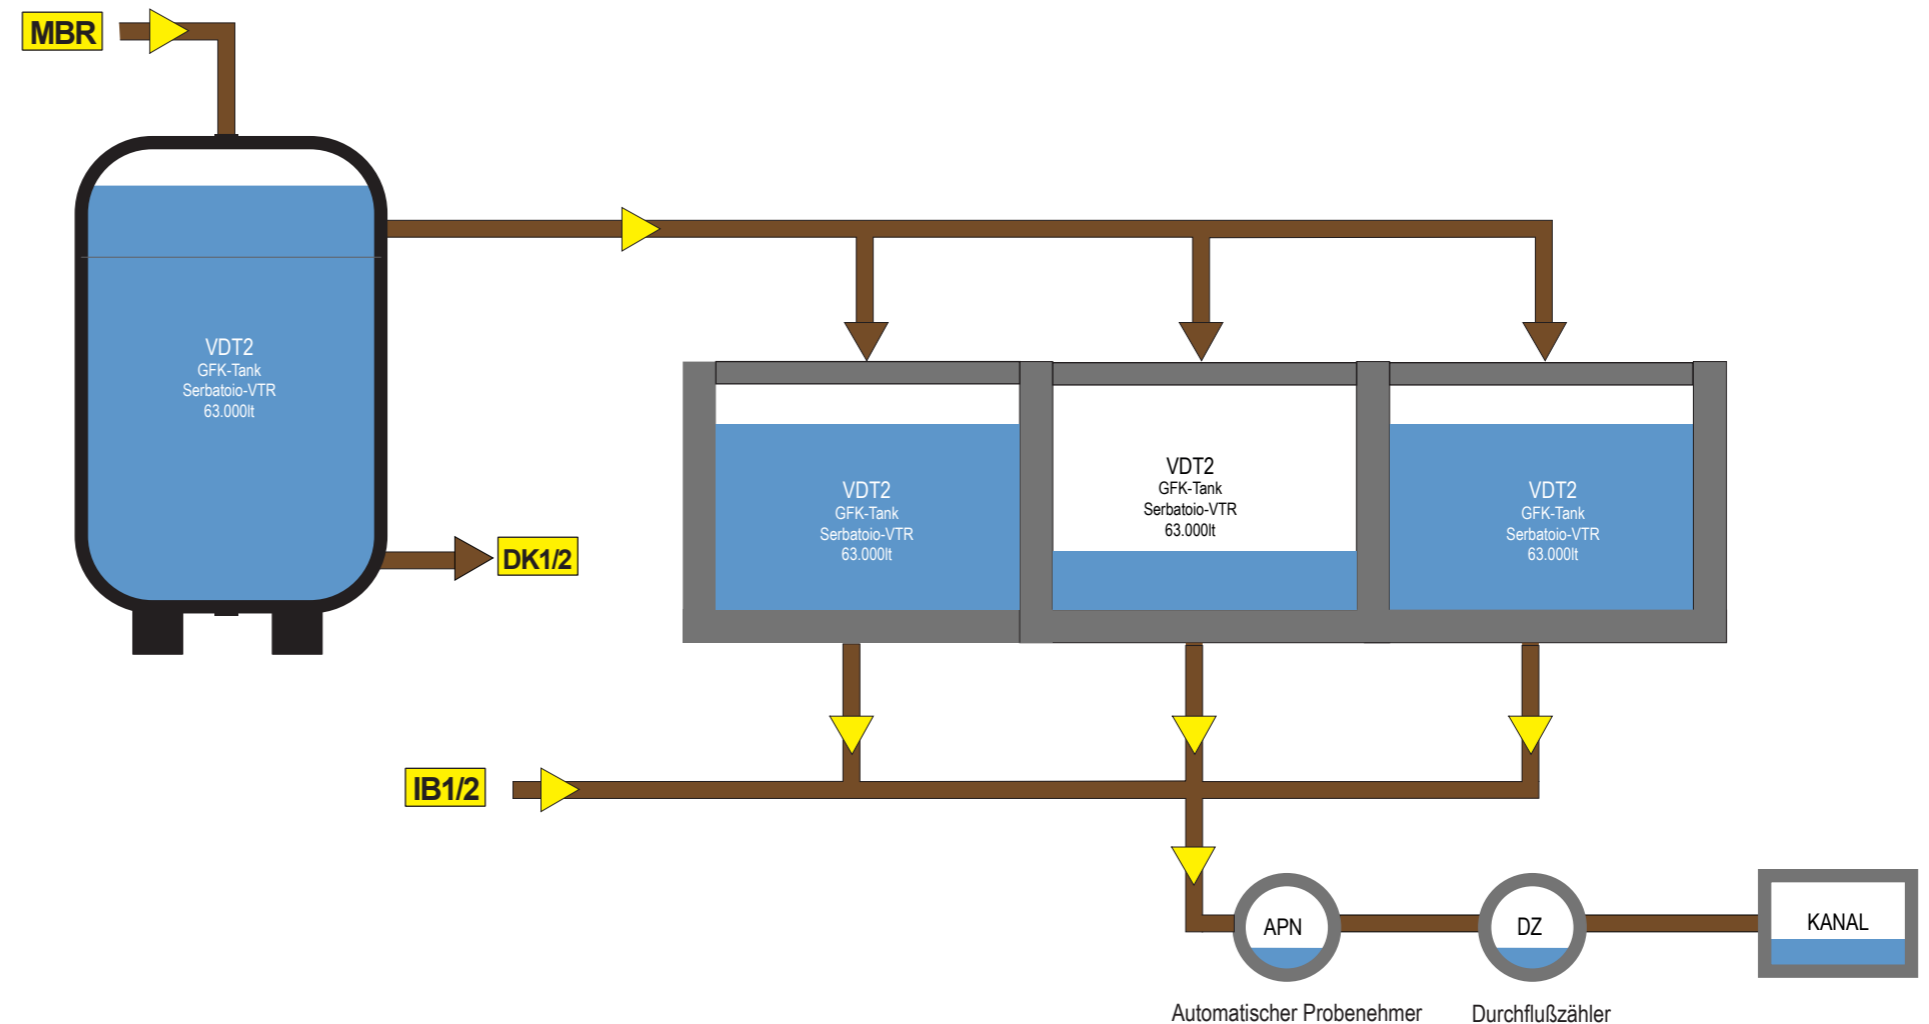 MBR
VDT2
GFK-Tank
Serbatoio-VTR
63.000lt
DK1/2
VDT2
GFK-Tank
Serbatoio-VTR
63.000lt
VDT2
GFK-Tank
Serbatoio-VTR
63.000lt
VDT2
GFK-Tank
Serbatoio-VTR
63.000lt
IB1/2
APN
DZ
KANAL
Automatischer Probenehmer
Durchflußzähler